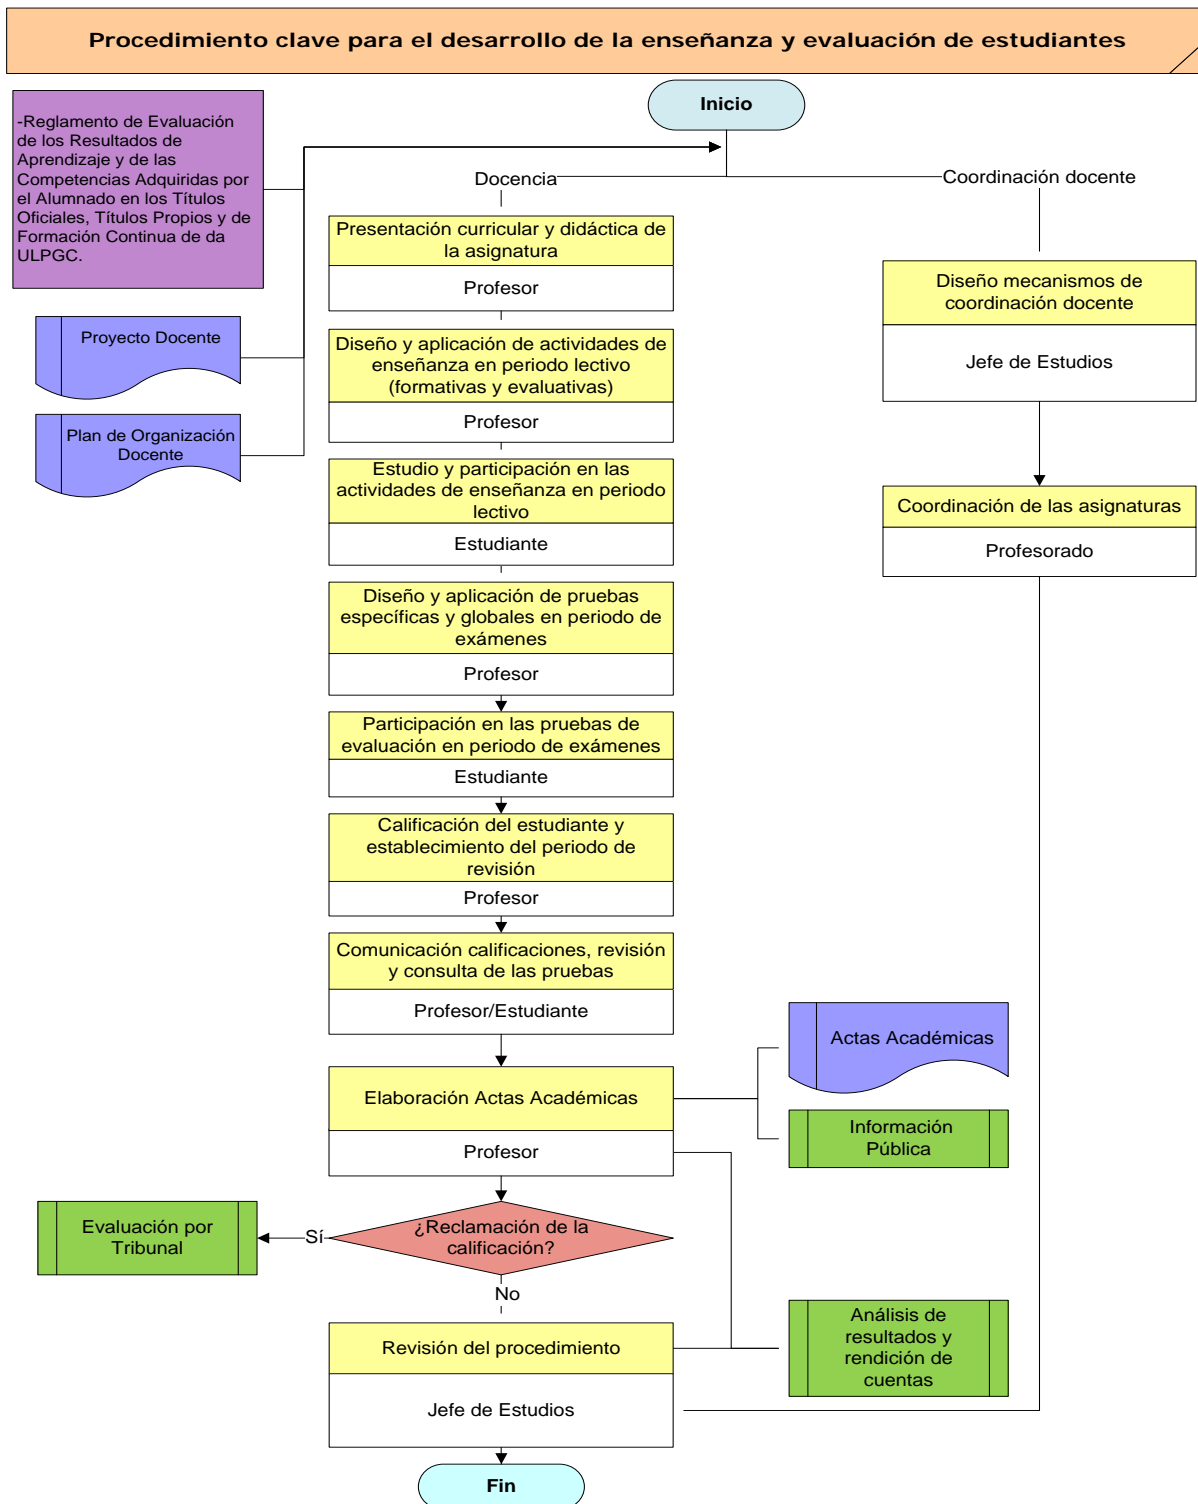 Procedimiento clave para el desarrollo de la enseñanza y evaluación de estudiantes
Inicio
-Reglamento de Evaluación
de los Resultados de
Aprendizaje y de las
Competencias Adquiridas por
el Alumnado en los Títulos
Oficiales, Títulos Propios y de
Formación Continua de da
ULPGC.
Docencia
Coordinación docente
Presentación curricular y didáctica de
la asignatura
Profesor
Diseño mecanismos de
coordinación docente
Jefe de Estudios
Proyecto Docente
Diseño y aplicación de actividades de
enseñanza en periodo lectivo
(formativas y evaluativas)
Profesor
Plan de Organización
Docente
Estudio y participación en las
actividades de enseñanza en periodo
lectivo
Estudiante
Coordinación de las asignaturas
Profesorado
Diseño y aplicación de pruebas
específicas y globales en periodo de
exámenes
Profesor
Participación en las pruebas de
evaluación en periodo de exámenes
Estudiante
Calificación del estudiante y
establecimiento del periodo de
revisión
Profesor
Comunicación calificaciones, revisión
y consulta de las pruebas
Profesor/Estudiante
Actas Académicas
Elaboración Actas Académicas
Profesor
Información
Pública
Evaluación por
Tribunal
Sí
¿Reclamación de la
calificación?
No
Análisis de
resultados y
rendición de
cuentas
Revisión del procedimiento
Jefe de Estudios
Fin